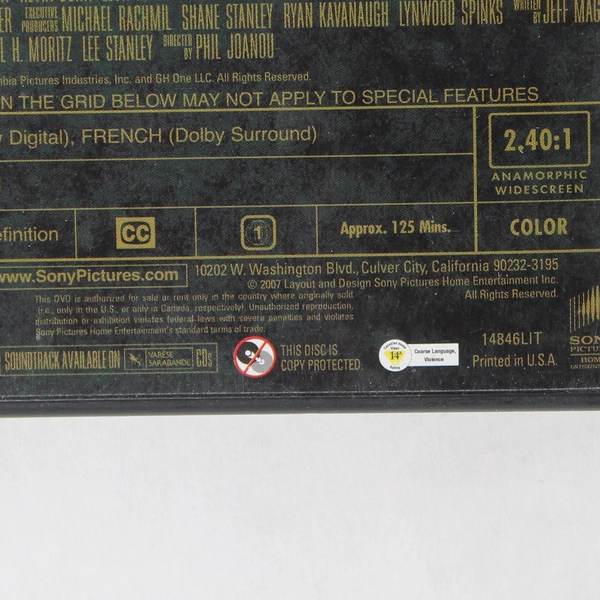 EXECUTIVE PRODUCERS MICHAEL RACHMIL SHANE STANLEY RYAN KAVANAUGH LYNWOOD SPINKS WRITTEN BY JEFF MAG
H. MORITZ LEE STANLEY DIRECTED BY PHIL JOANOU
bia Pictures Industries, Inc. and GH One LLC. All Rights Reserved.
N THE GRID BELOW MAY NOT APPLY TO SPECIAL FEATURES
Digital), FRENCH (Dolby Surround)
2.40:1
ANAMORPHIC
WIDESCREEN
efinition
CC
1
Approx. 125 Mins.
COLOR
www.SonyPictures.com
10202 W. Washington Blvd., Culver City, California 90232-3195
© 2007 Layout and Design Sony Pictures Home Entertainment Inc.
All Rights Reserved.
This DVD is authorized for sale or rent only in the country where originally sold
(i.e., only in the U.S. or only in Canada, respectively). Unauthorized reproduction,
distribution or exhibition violates federal laws with severe penalties and violates
Sony Pictures Home Entertainment's standard terms of trade.
SOUNDTRACK AVAILABLE ON
VARÈSE
SARABANDE
CDs
THIS DISC IS
COPY PROTECTED.
14A
Coarse Language,
Violence
14846LIT
Printed in U.S.A.
SON
PICTU
HOM